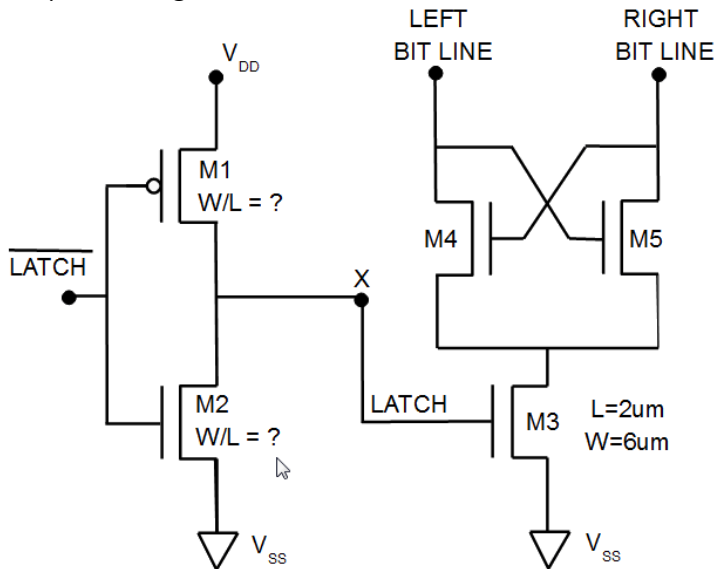 LEFT
BIT LINE
RIGHT
BIT LINE
VDD
M1
W/L = ?
LATCH
X
M4
M5
M2
W/L = ?
LATCH
M3
L=2um
W=6um
VSS
VSS